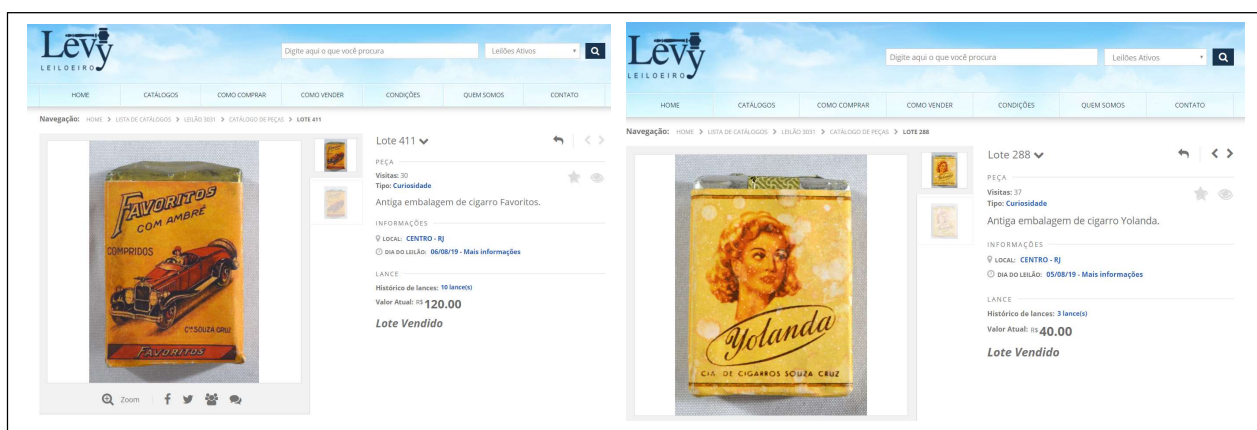 Levy
LEILOEIRO
Digite aqui o que você procura
Leilões Ativos
HOME CATÁLOGOS COMO COMPRAR COMO VENDER CONDIÇÕES QUEM SOMOS CONTATO
Navegação: HOME > LISTA DE CATÁLOGOS > LEILÃO 3031 > CATÁLOGO DE PEÇAS > LOTE 411
FAVORITOS
COM AMBRÉ
COMPRIDOS
Cª SOUZA CRUZ
FAVORITOS
Zoom
Lote 411
PEÇA
Visitas: 30
Tipo: Curiosidade
Antiga embalagem de cigarro Favoritos.
INFORMAÇÕES
LOCAL: CENTRO - RJ
DIA DO LEILÃO: 06/08/19 - Mais informações
LANCE
Histórico de lances: 10 lance(s)
Valor Atual: R$ 120.00
Lote Vendido
Levy
LEILOEIRO
Digite aqui o que você procura
Leilões Ativos
HOME CATÁLOGOS COMO COMPRAR COMO VENDER CONDIÇÕES QUEM SOMOS CONTATO
Navegação: HOME > LISTA DE CATÁLOGOS > LEILÃO 3031 > CATÁLOGO DE PEÇAS > LOTE 288
Yolanda
CIA. DE CIGARROS SOUZA CRUZ
Lote 288
PEÇA
Visitas: 37
Tipo: Curiosidade
Antiga embalagem de cigarro Yolanda.
INFORMAÇÕES
LOCAL: CENTRO - RJ
DIA DO LEILÃO: 05/08/19 - Mais informações
LANCE
Histórico de lances: 3 lance(s)
Valor Atual: R$ 40.00
Lote Vendido